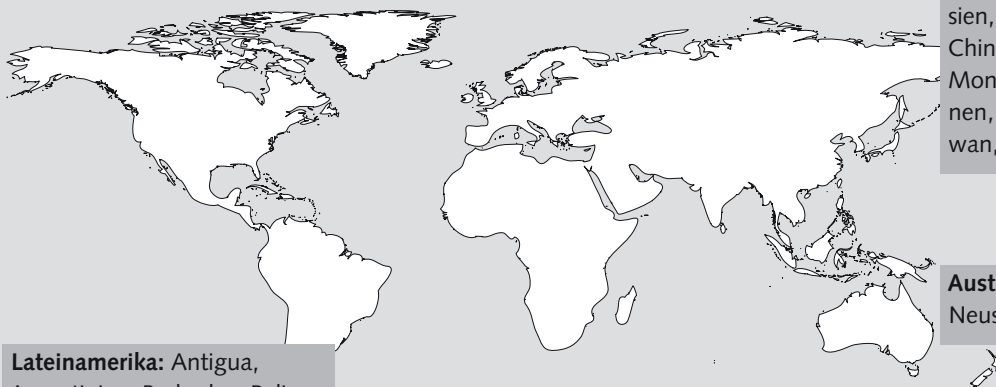 sien,
Chin
Mon
nen,
wan,
Aust
Neus
Lateinamerika: Antigua,